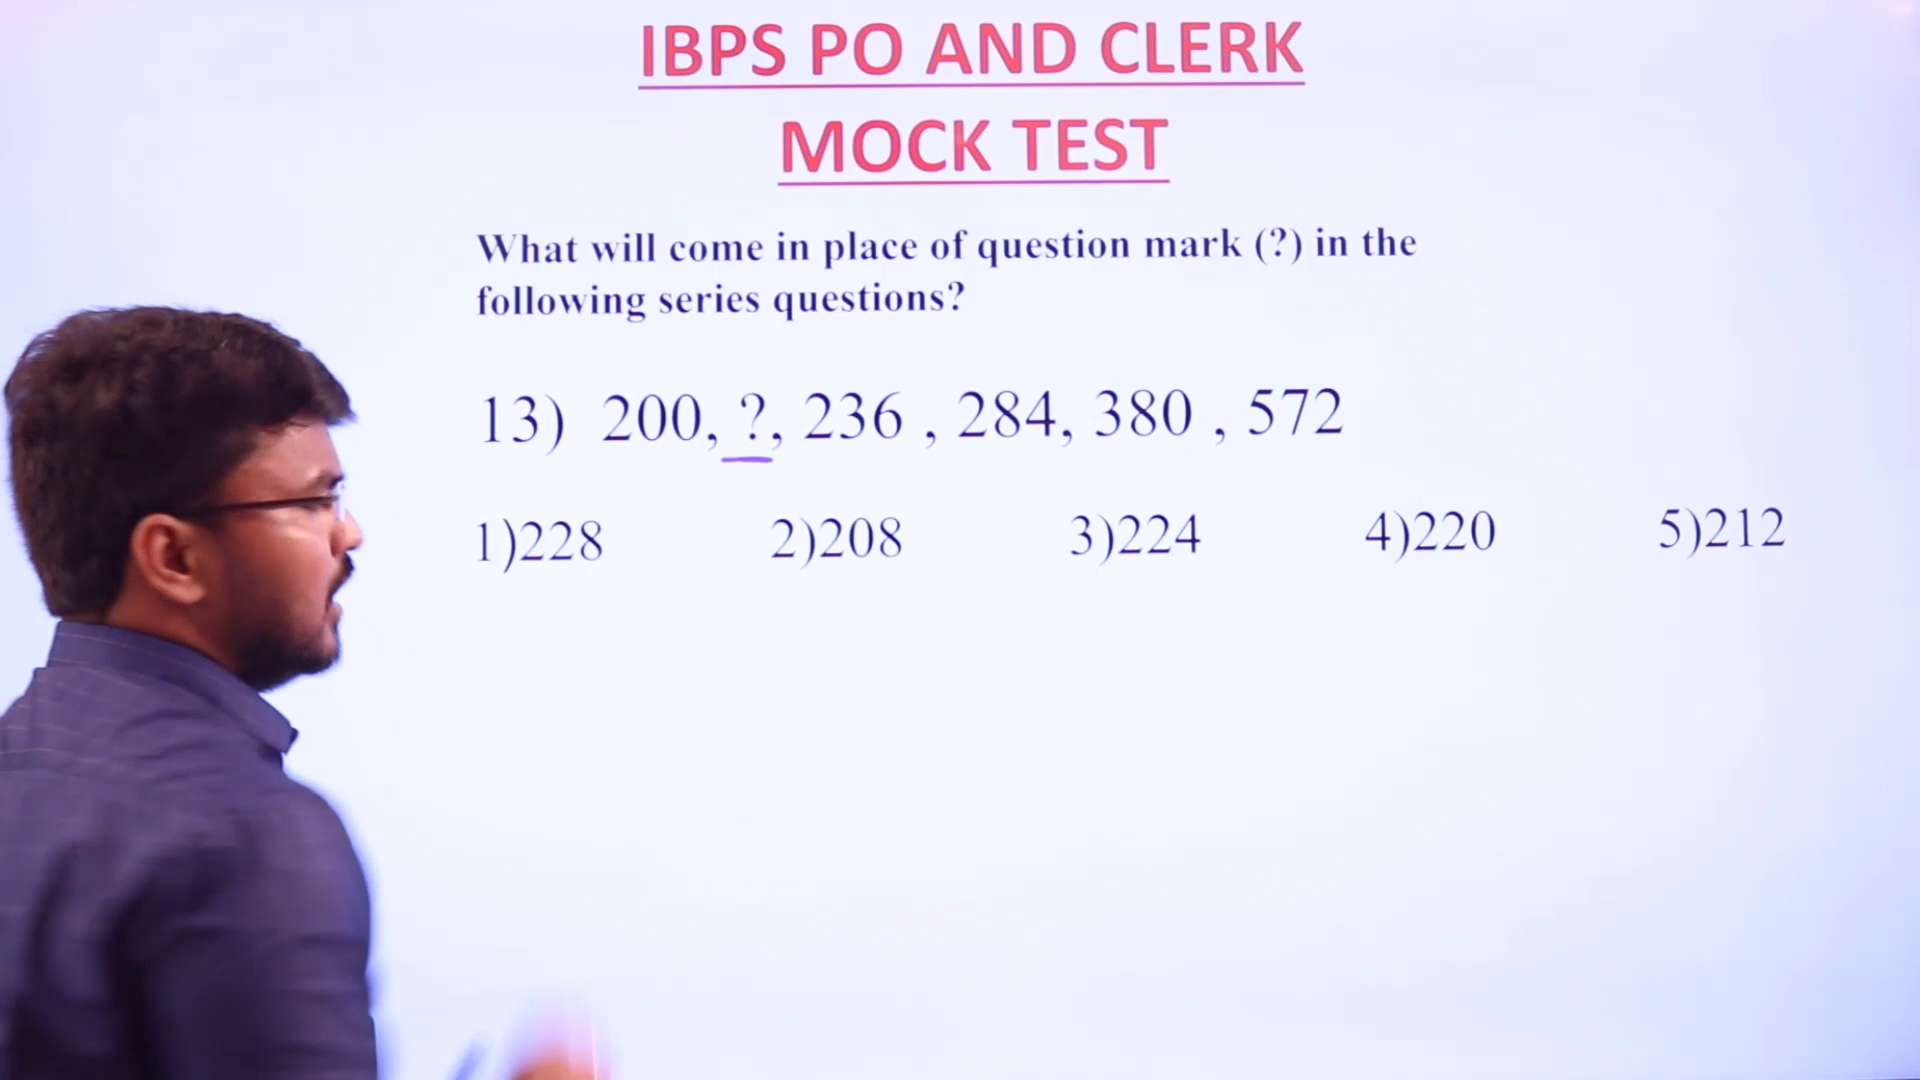 IBPS PO AND CLERK
MOCK TEST
What will come in place of question mark (?) in the
following series questions?
13) 200, ?, 236 , 284, 380 , 572
1)228 2)208 3)224 4)220 5)212